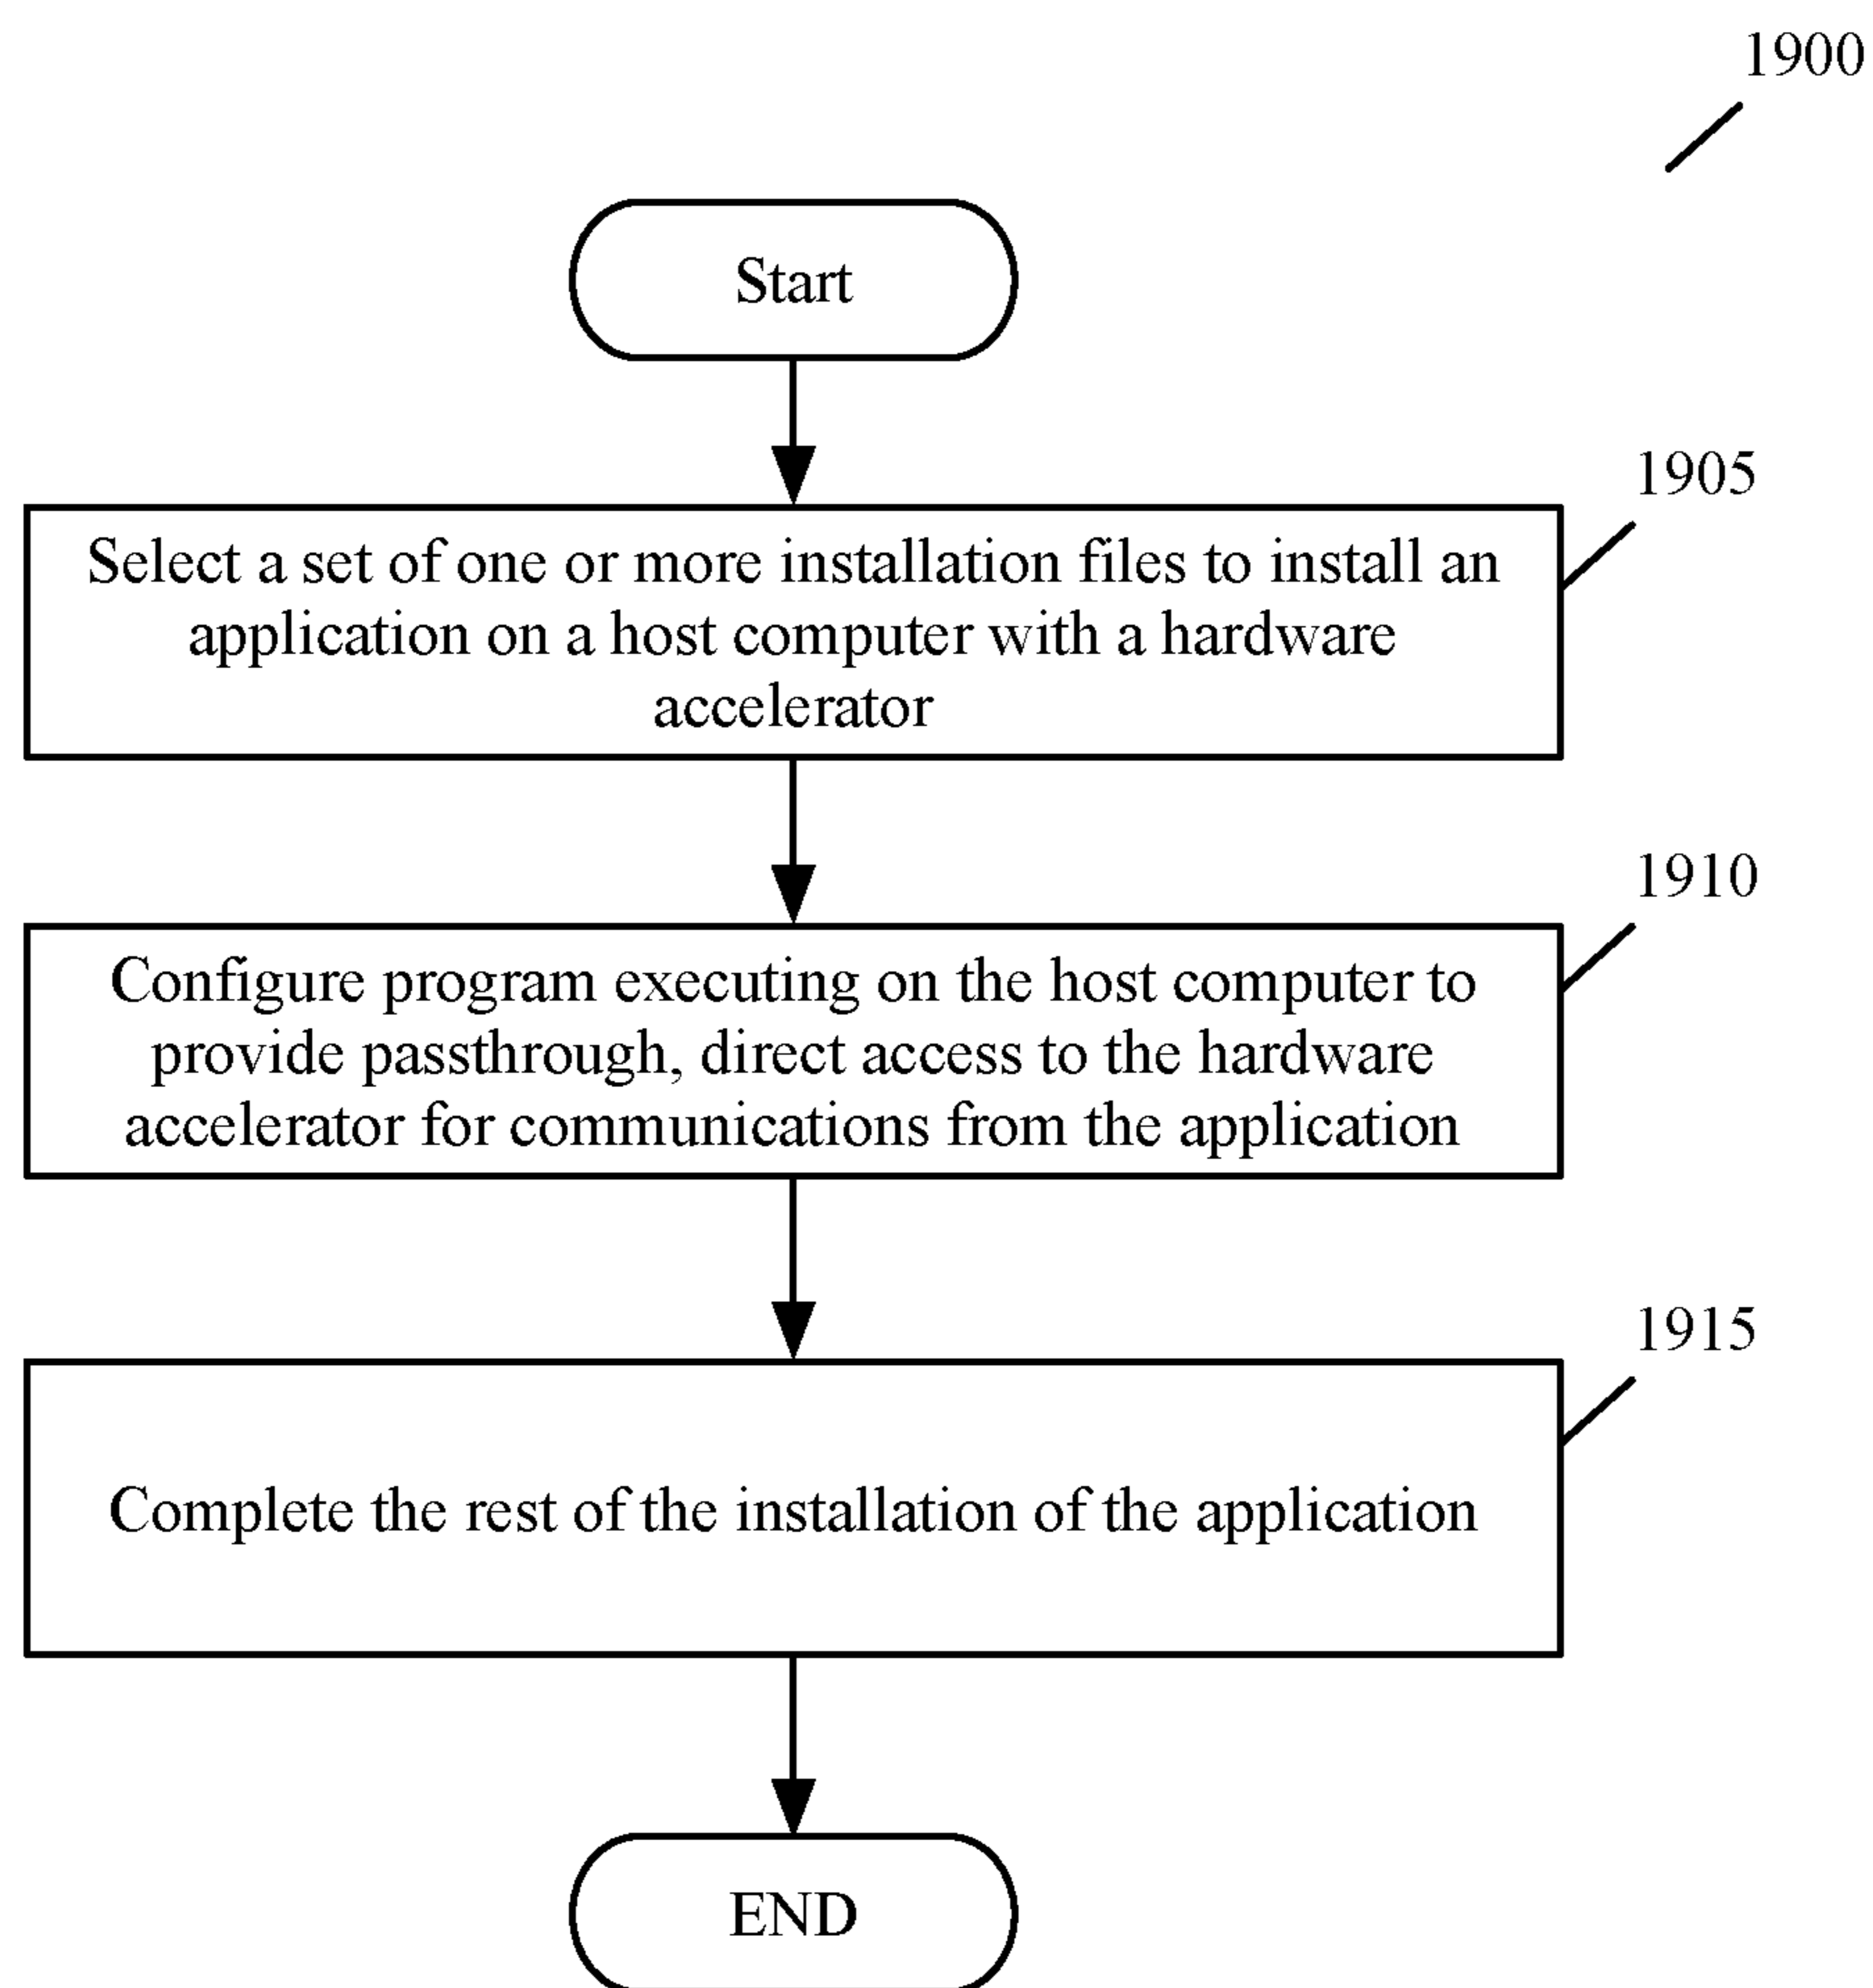 1900
Start
1905
Select a set of one or more installation files to install an
application on a host computer with a hardware
accelerator
1910
Configure program executing on the host computer to
provide passthrough, direct access to the hardware
accelerator for communications from the application
1915
Complete the rest of the installation of the application
END